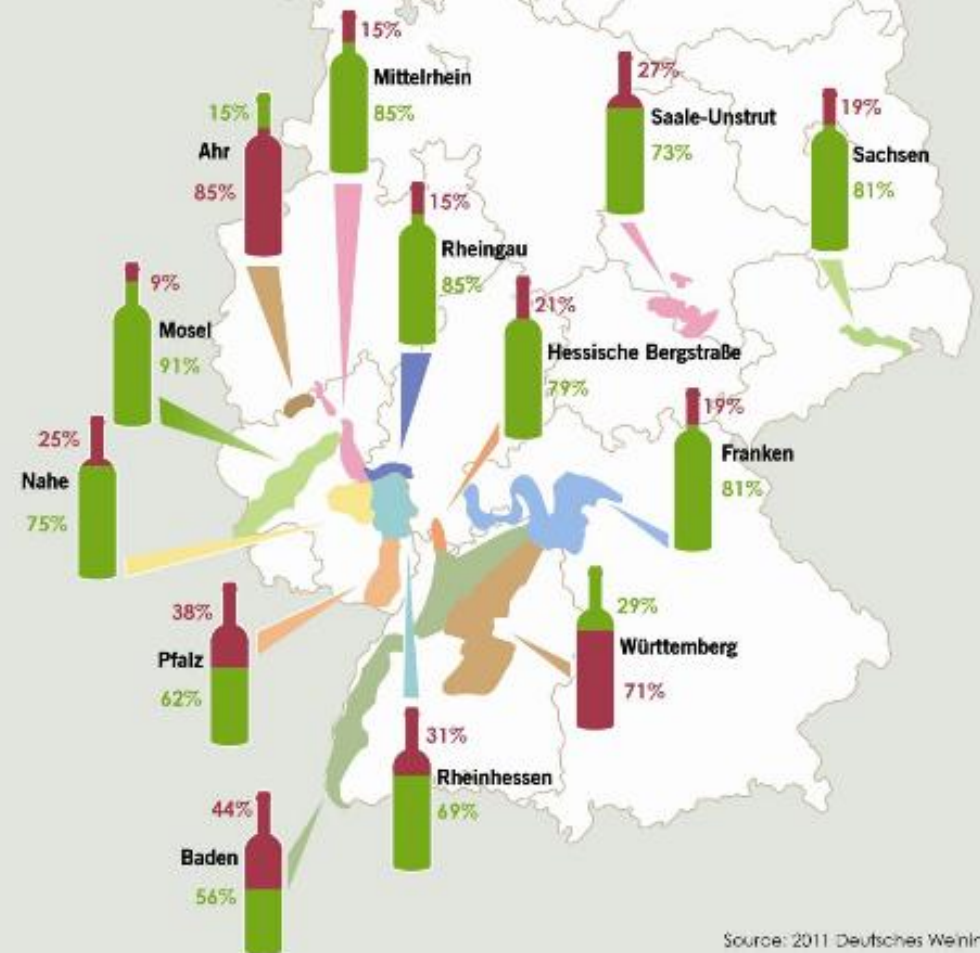 15%
Mittelrhein
85%
15%
Ahr
85%
27%
Saale-Unstrut
73%
19%
Sachsen
81%
15%
Rheingau
85%
9%
Mosel
91%
21%
Hessische Bergstraße
79%
25%
Nahe
75%
19%
Franken
81%
38%
Pfalz
62%
29%
Württemberg
71%
31%
Rheinhessen
69%
44%
Baden
56%
Source: 2011 Deutsches